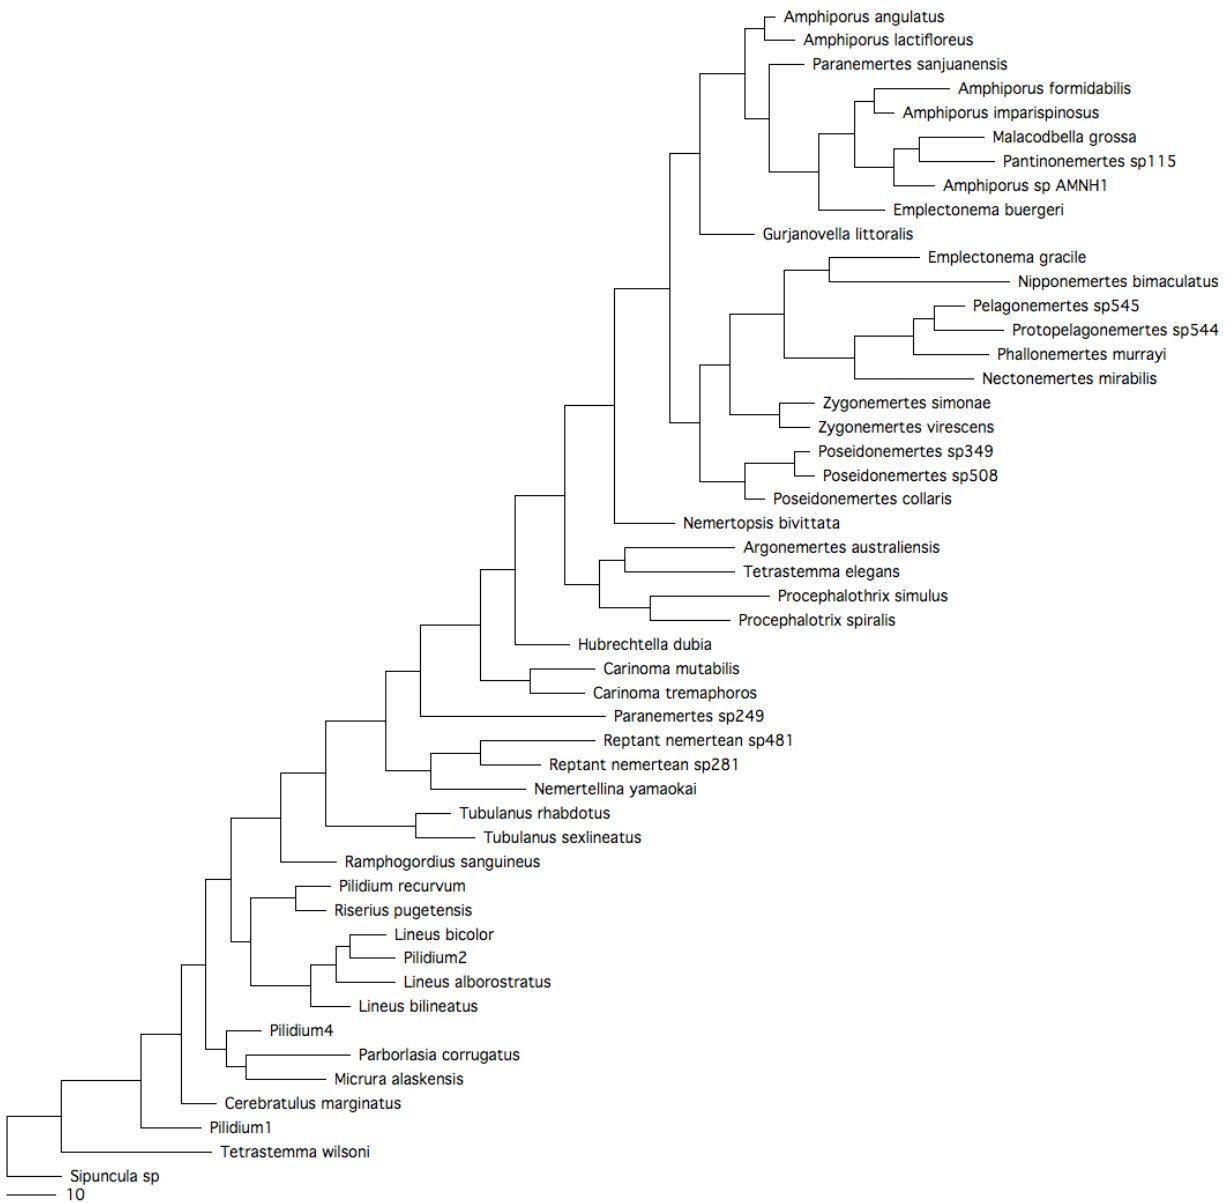 Amphiporus angulatus
Amphiporus lactifloreus
Paranemertes sanjuanensis
Amphiporus formidabilis
Amphiporus imparispinosus
Malacodbella grossa
Pantinonemertes sp115
Amphiporus sp AMNH1
Emplectonema buergeri
Gurjanovella littoralis
Emplectonema gracile
Nipponemertes bimaculatus
Pelagonemertes sp545
Protopelagonemertes sp544
Phallonemertes murrayi
Nectonemertes mirabilis
Zygonemertes simonae
Zygonemertes virescens
Poseidonemertes sp349
Poseidonemertes sp508
Poseidonemertes collaris
Nemertopsis bivittata
Argonemertes australiensis
Tetrastemma elegans
Procephalothrix simulus
Procephalotrix spiralis
Hubrechtella dubia
Carinoma mutabilis
Carinoma tremaphoros
Paranemertes sp249
Reptant nemertean sp481
Reptant nemertean sp281
Nemertellina yamaokai
Tubulanus rhabdotus
Tubulanus sexlineatus
Ramphogordius sanguineus
Pilidium recurvum
Riserius pugetensis
Lineus bicolor
Pilidium2
Lineus alborostratus
Lineus bilineatus
Pilidium4
Parborlasia corrugatus
Micrura alaskensis
Cerebratulus marginatus
Pilidium1
Tetrastemma wilsoni
Sipuncula sp
10